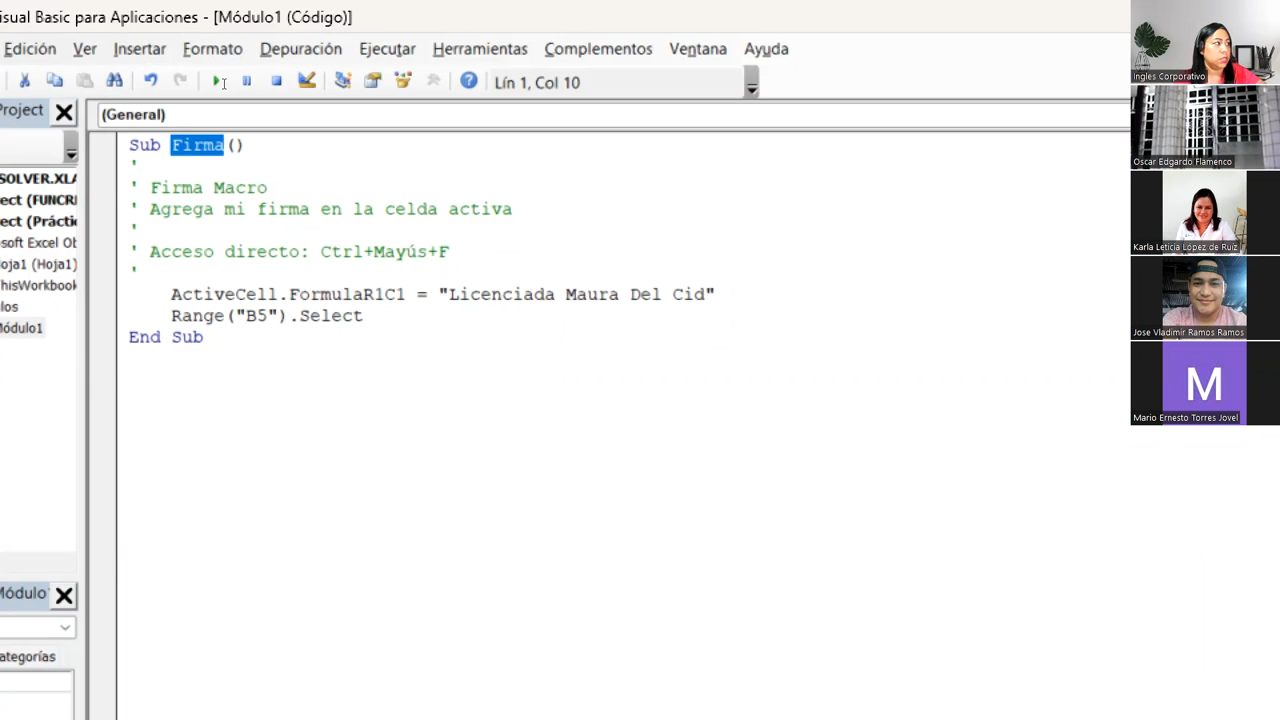 isual Basic para Aplicaciones - [Módulo1 (Código)]
Edición Ver Insertar Formato Depuración Ejecutar Herramientas Complementos Ventana Ayuda
Lín 1, Col 10
Project
(General)
SOLVER.XLA
ect (FUNCRE
ect (Práctic
soft Excel Ob
Hoja1 (Hoja1)
ThisWorkbook
los
Módulo1
Sub Firma()
'
' Firma Macro
' Agrega mi firma en la celda activa
'
' Acceso directo: Ctrl+Mayús+F
'
ActiveCell.FormulaR1C1 = "Licenciada Maura Del Cid"
Range("B5").Select
End Sub
Módulo
ategorías
Ingles Corporativo
Oscar Edgardo Flamenco
Karla Leticia López de Ruiz
Jose Vladimir Ramos Ramos
M
Mario Ernesto Torres Jovel